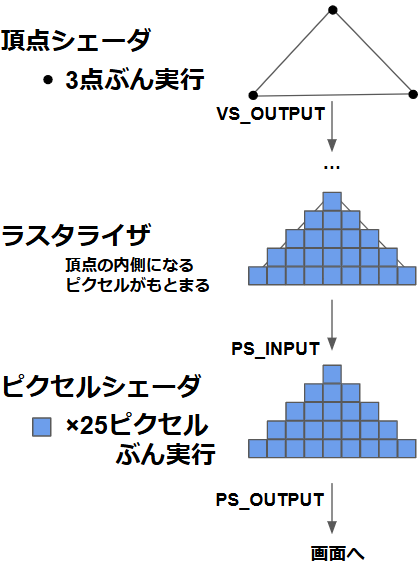 頂点シェーダ
• 3点ぶん実行
VS_OUTPUT
...
ラスタライザ
頂点の内側になる
ピクセルがもとまる
PS_INPUT
ピクセルシェーダ
×25ピクセル
ぶん実行
PS_OUTPUT
画面へ